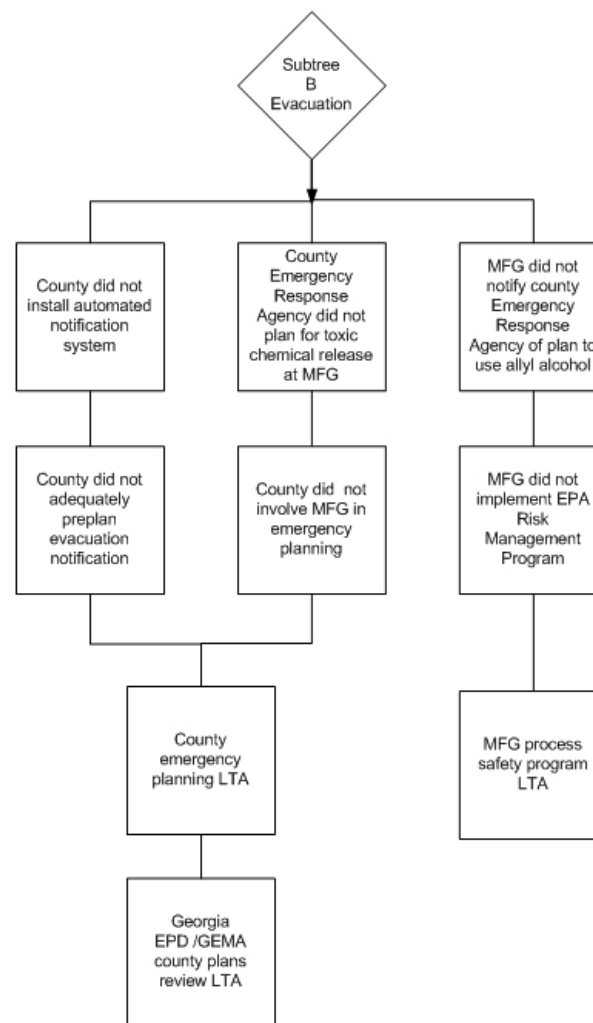 Subtree
B
Evacuation
County did not
install automated
notification
system
County
Emergency
Response
Agency did not
plan for toxic
chemical release
at MFG
MFG did not
notify county
Emergency
Response
Agency of plan to
use allyl alcohol
County did not
adequately
preplan
evacuation
notification
County did not
involve MFG in
emergency
planning
MFG did not
implement EPA
Risk
Management
Program
County
emergency
planning LTA
MFG process
safety program
LTA
Georgia
EPD /GEMA
county plans
review LTA